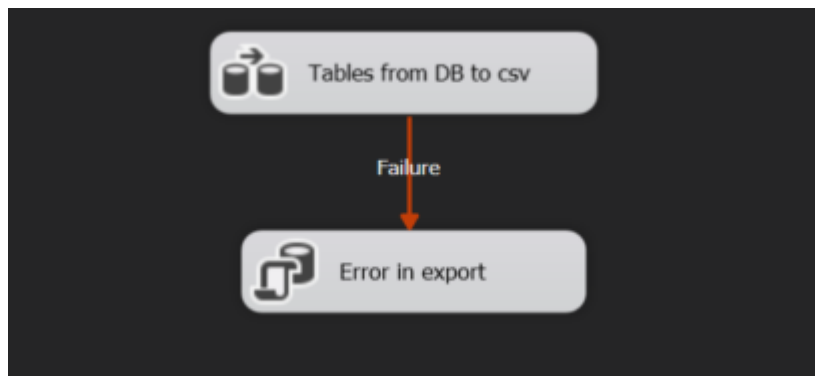 Tables from DB to csv
Failure
Error in export